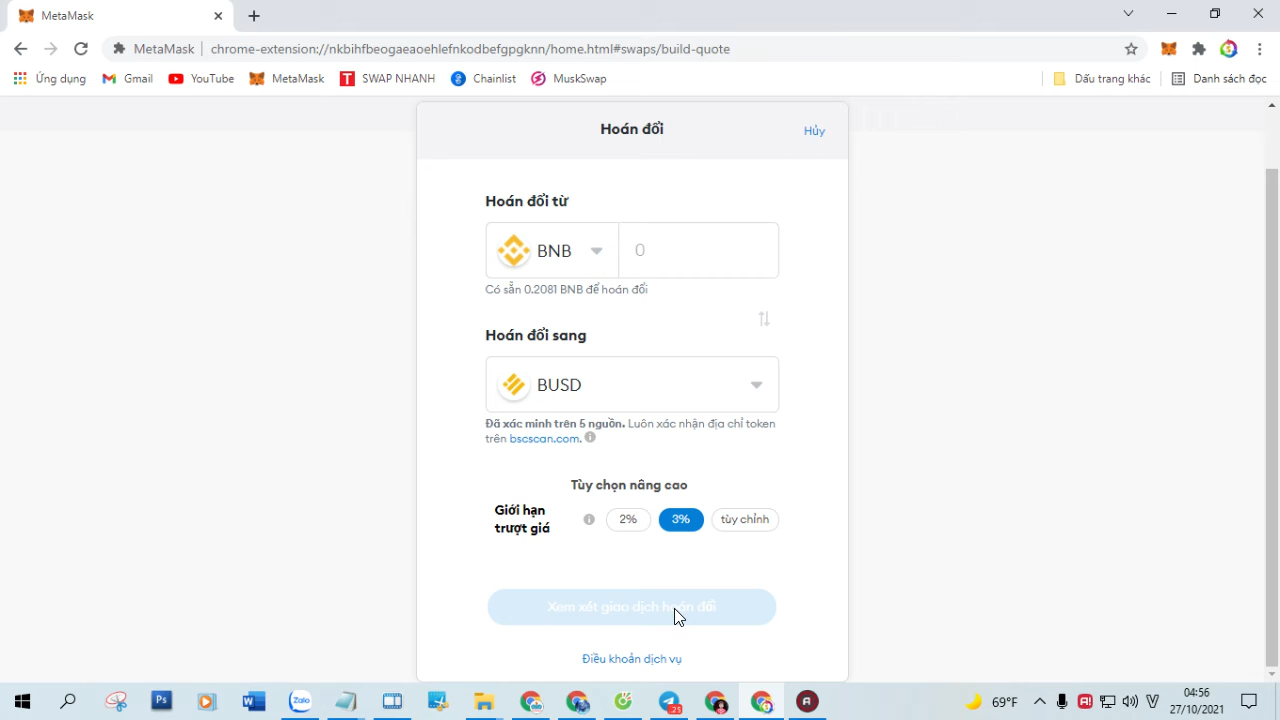 MetaMask
MetaMask
chrome-extension://nkbihfbeogaeaoehlefnkodbefgpgknn/home.html#swaps/build-quote
Ứng dụng
Gmail
YouTube
MetaMask
T
SWAP NHANH
Chainlist
MuskSwap
Dấu trang khác
Danh sách đọc
Hoán đổi
Hủy
Hoán đổi từ
BNB
0
Có sẵn 0.2081 BNB để hoán đổi
Hoán đổi sang
BUSD
Đã xác minh trên 5 nguồn. Luôn xác nhận địa chỉ token
trên bscscan.com.
Tùy chọn nâng cao
Giới hạn
trượt giá
2%
3%
tùy chỉnh
Xem xét giao dịch hoán đổi
Điều khoản dịch vụ
Ps
W
Zalo
25
A
69°F
04:56
27/10/2021